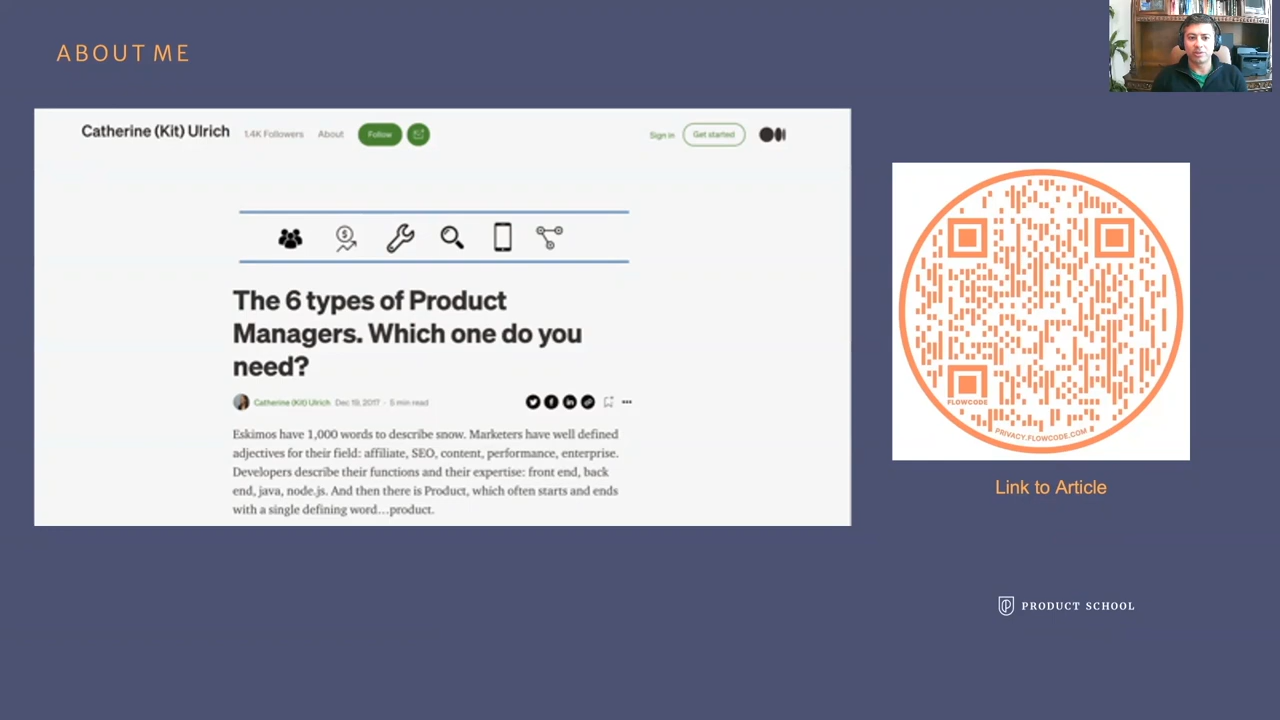 ABOUT ME
Catherine (Kit) Ulrich 1.4K Followers About Follow Sign in Get started
The 6 types of Product
Managers. Which one do you
need?
Catherine (Kit) Ulrich Dec 19, 2017 · 5 min read
Eskimos have 1,000 words to describe snow. Marketers have well defined
adjectives for their field: affiliate, SEO, content, performance, enterprise.
Developers describe their functions and their expertise: front end, back
end, java, node.js. And then there is Product, which often starts and ends
with a single defining word…product.
FLOWCODE
PRIVACY.FLOWCODE.COM
Link to Article
PRODUCT SCHOOL